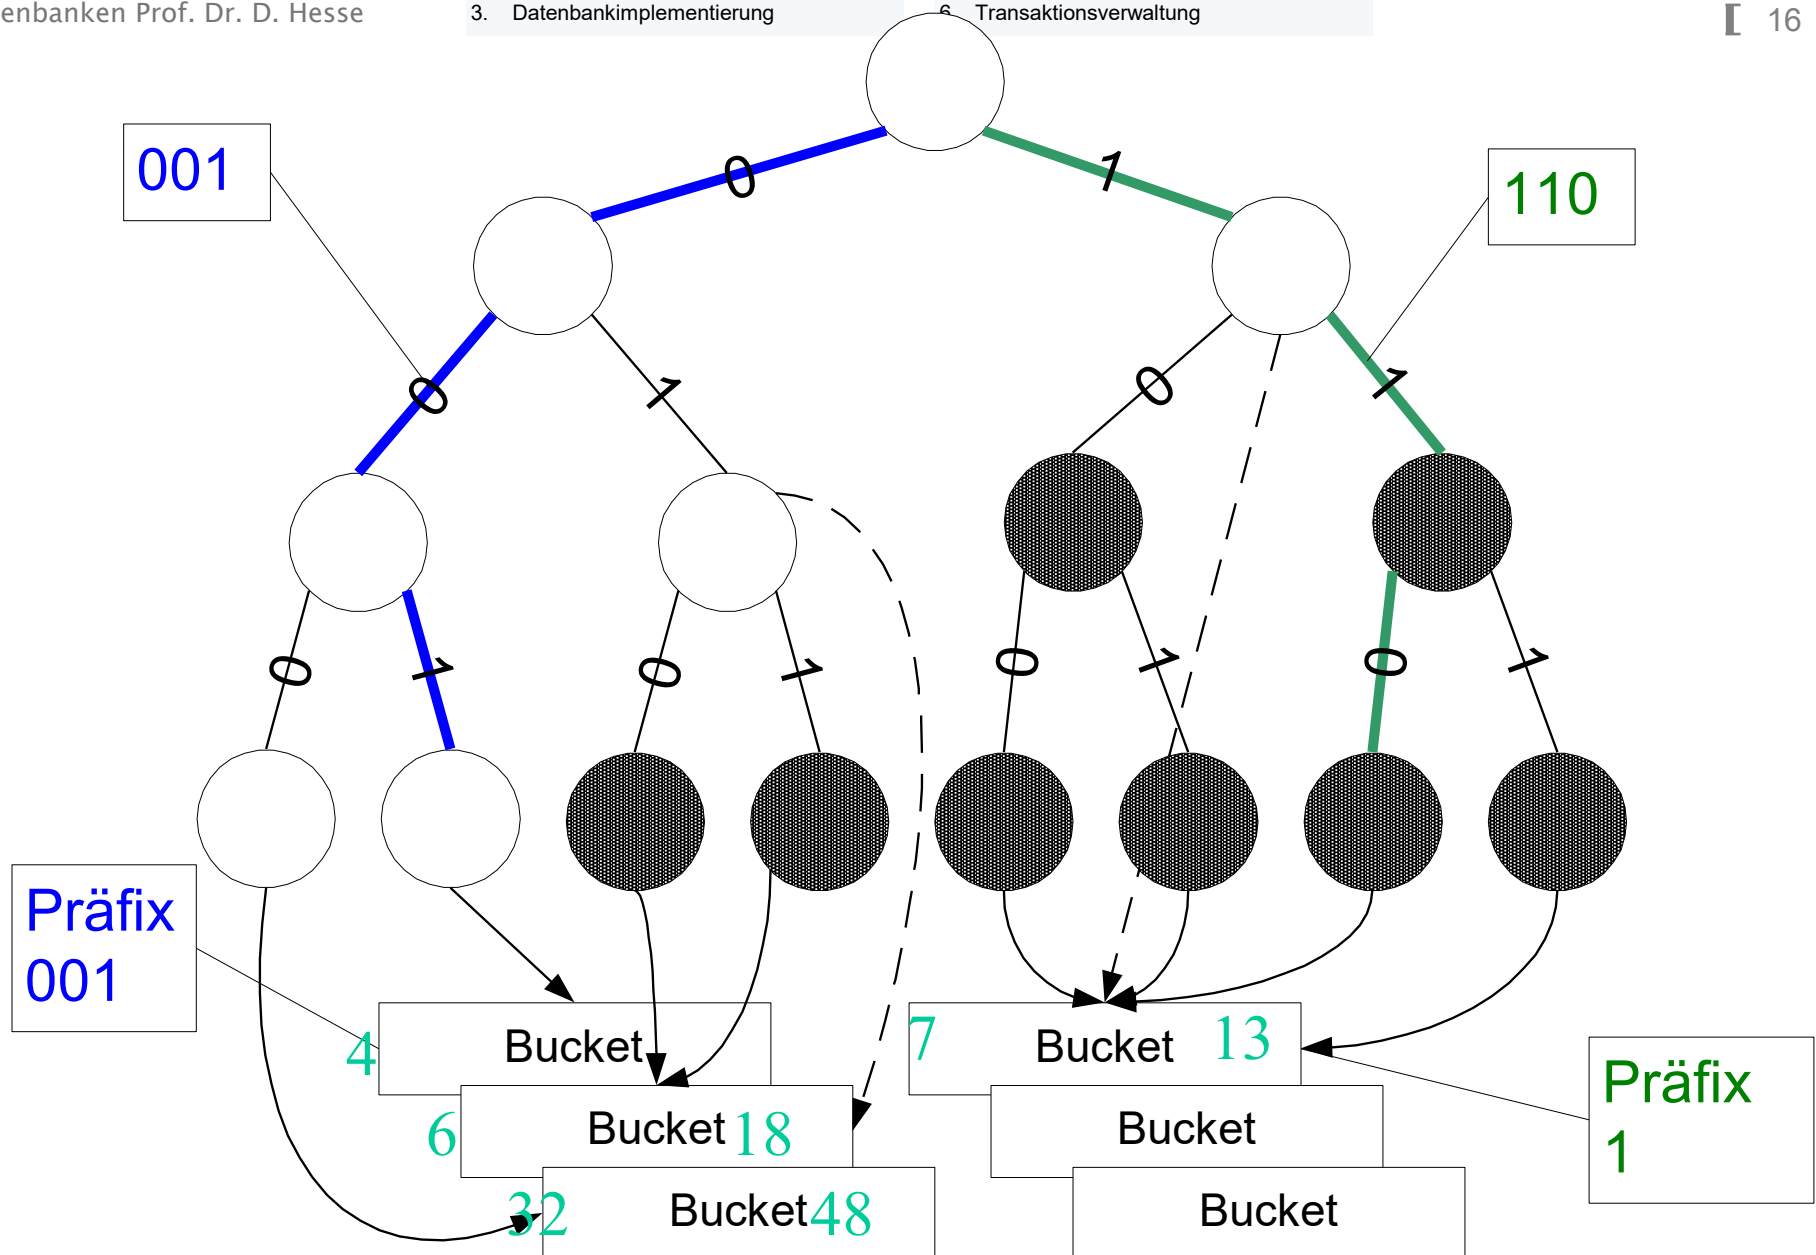 enbanken Prof. Dr. D. Hesse
3. Datenbankimplementierung
6. Transaktionsverwaltung
[ 16
001
110
0
1
0
1
0
1
0
1
0
1
0
1
0
1
Präfix
001
4
Bucket
7
Bucket
13
6
Bucket
18
Bucket
Präfix
1
32
Bucket
48
Bucket